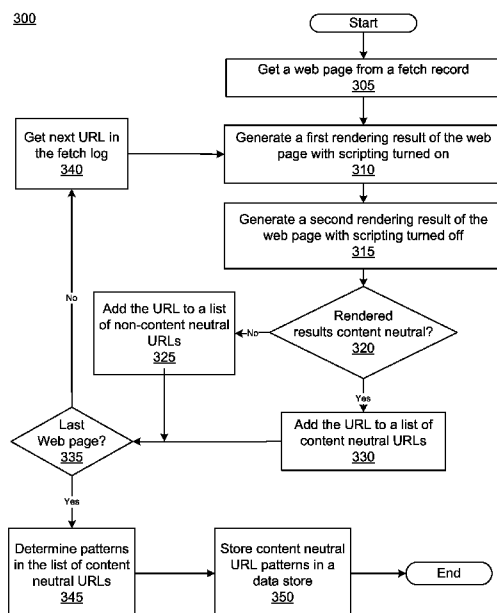 300
Start
Get a web page from a fetch record
305
Get next URL in
the fetch log
340
Generate a first rendering result of the web
page with scripting turned on
310
Generate a second rendering result of the
web page with scripting turned off
315
No
Add the URL to a list
of non-content neutral
URLs
325
No
Rendered
results content neutral?
320
Yes
Last
Web page?
335
Add the URL to a list of
content neutral URLs
330
Yes
Determine patterns
in the list of content
neutral URLs
345
Store content neutral
URL patterns in a
data store
350
End